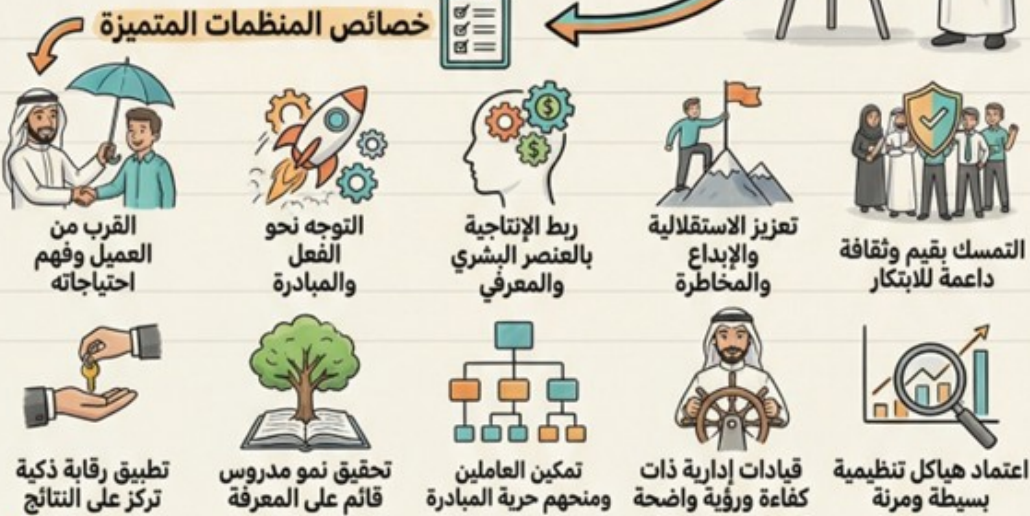 خصائص المنظمات المتميزة
التمسك بقيم وثقافة
داعمة للابتكار
تعزيز الاستقلالية
والإبداع
والمخاطرة
ربط الإنتاجية
بالعنصر البشري
والمعرفي
التوجه نحو
الفعل
والمبادرة
القرب من
العميل وفهم
احتياجاته
اعتماد هياكل تنظيمية
بسيطة ومرنة
قيادات إدارية ذات
كفاءة ورؤية واضحة
تمكين العاملين
ومنحهم حرية المبادرة
تحقيق نمو مدروس
قائم على المعرفة
تطبيق رقابة ذكية
تركز على النتائج